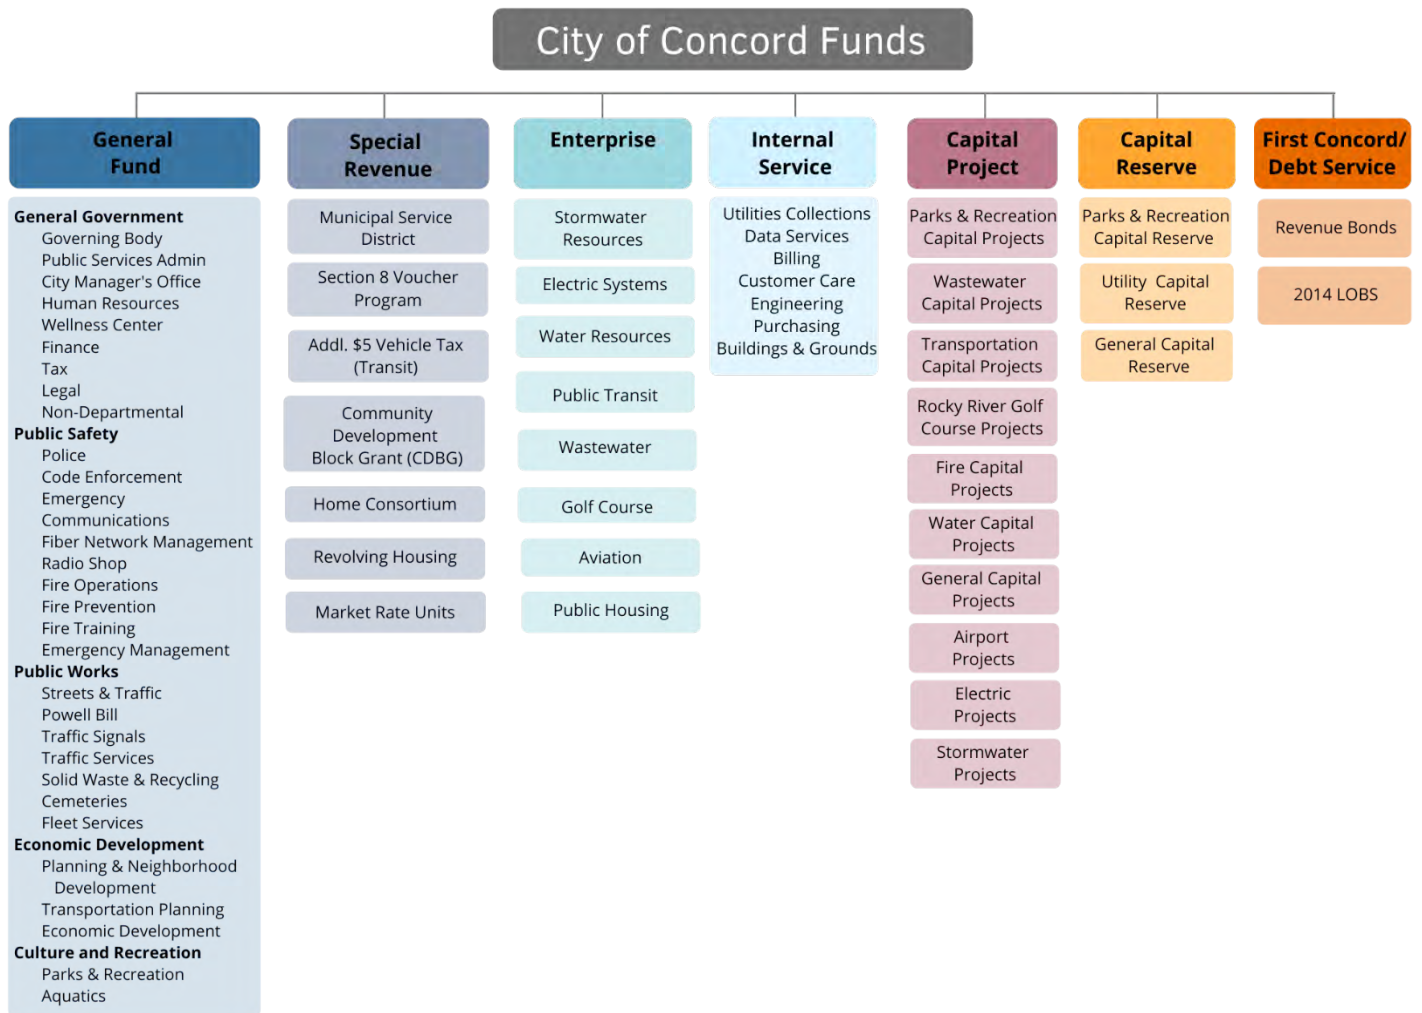 City of Concord Funds
General
Fund
General Government
Governing Body
Public Services Admin
City Manager's Office
Human Resources
Wellness Center
Finance
Tax
Legal
Non-Departmental
Public Safety
Police
Code Enforcement
Emergency
Communications
Fiber Network Management
Radio Shop
Fire Operations
Fire Prevention
Fire Training
Emergency Management
Public Works
Streets & Traffic
Powell Bill
Traffic Signals
Traffic Services
Solid Waste & Recycling
Cemeteries
Fleet Services
Economic Development
Planning & Neighborhood
Development
Transportation Planning
Economic Development
Culture and Recreation
Parks & Recreation
Aquatics
Special
Revenue
Municipal Service
District
Section 8 Voucher
Program
Addl. $5 Vehicle Tax
(Transit)
Community
Development
Block Grant (CDBG)
Home Consortium
Revolving Housing
Market Rate Units
Enterprise
Stormwater
Resources
Electric Systems
Water Resources
Public Transit
Wastewater
Golf Course
Aviation
Public Housing
Internal
Service
Utilities Collections
Data Services
Billing
Customer Care
Engineering
Purchasing
Buildings & Grounds
Capital
Project
Parks & Recreation
Capital Projects
Wastewater
Capital Projects
Transportation
Capital Projects
Rocky River Golf
Course Projects
Fire Capital
Projects
Water Capital
Projects
General Capital
Projects
Airport
Projects
Electric
Projects
Stormwater
Projects
Capital
Reserve
Parks & Recreation
Capital Reserve
Utility Capital
Reserve
General Capital
Reserve
First Concord/
Debt Service
Revenue Bonds
2014 LOBS